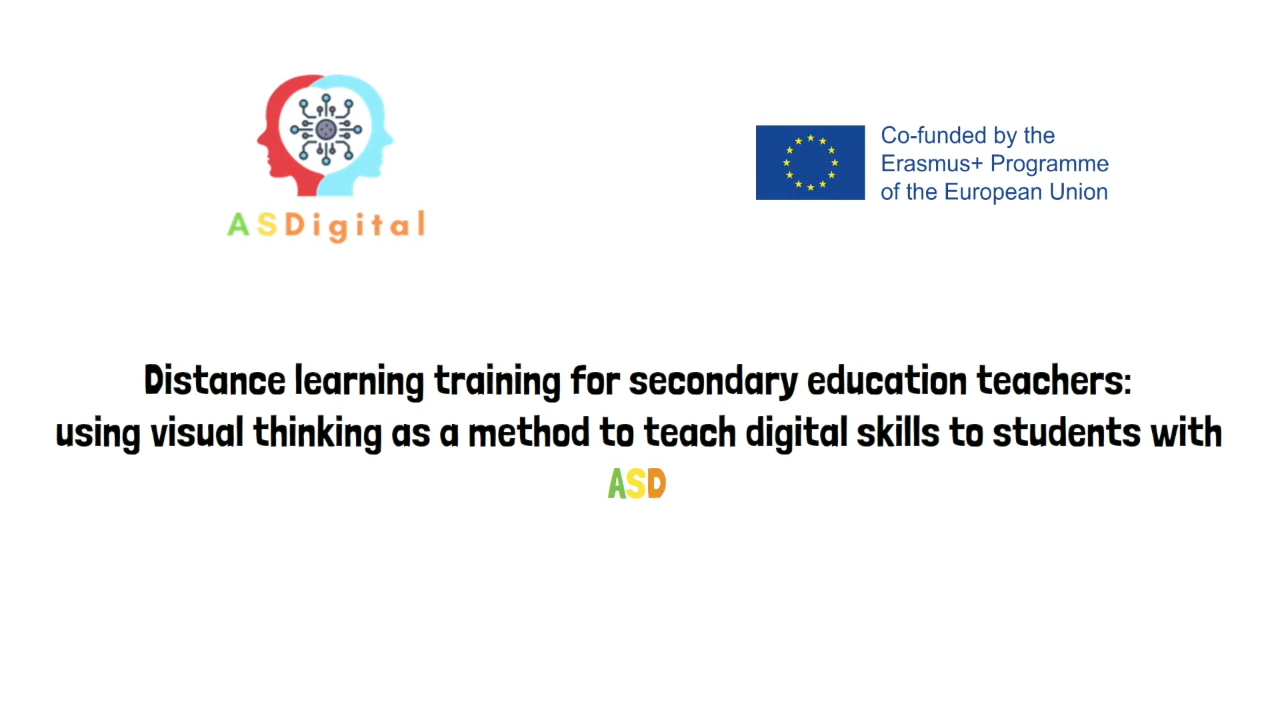 ASDigital
Co-funded by the
Erasmus+ Programme
of the European Union
Distance learning training for secondary education teachers:
using visual thinking as a method to teach digital skills to students with
ASD